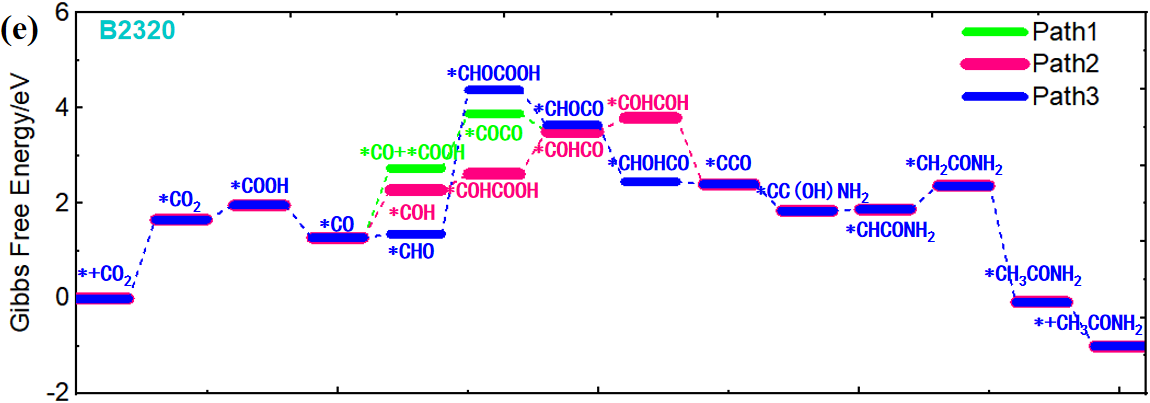 (e)
B2320
Gibbs Free Energy/eV
6
4
2
0
-2
Path1
Path2
Path3
*+CO₂
*CO₂
*COOH
*CO
*CO+*COOH
*COH
*CHO
*CHOCOOH
*COCO
*COHCOOH
*CHOCO
*COHCO
*COHCOH
*CHOHCO
*CCO
*CC(OH)NH₂
*CHCONH₂
*CH₂CONH₂
*CH₃CONH₂
*+CH₃CONH₂